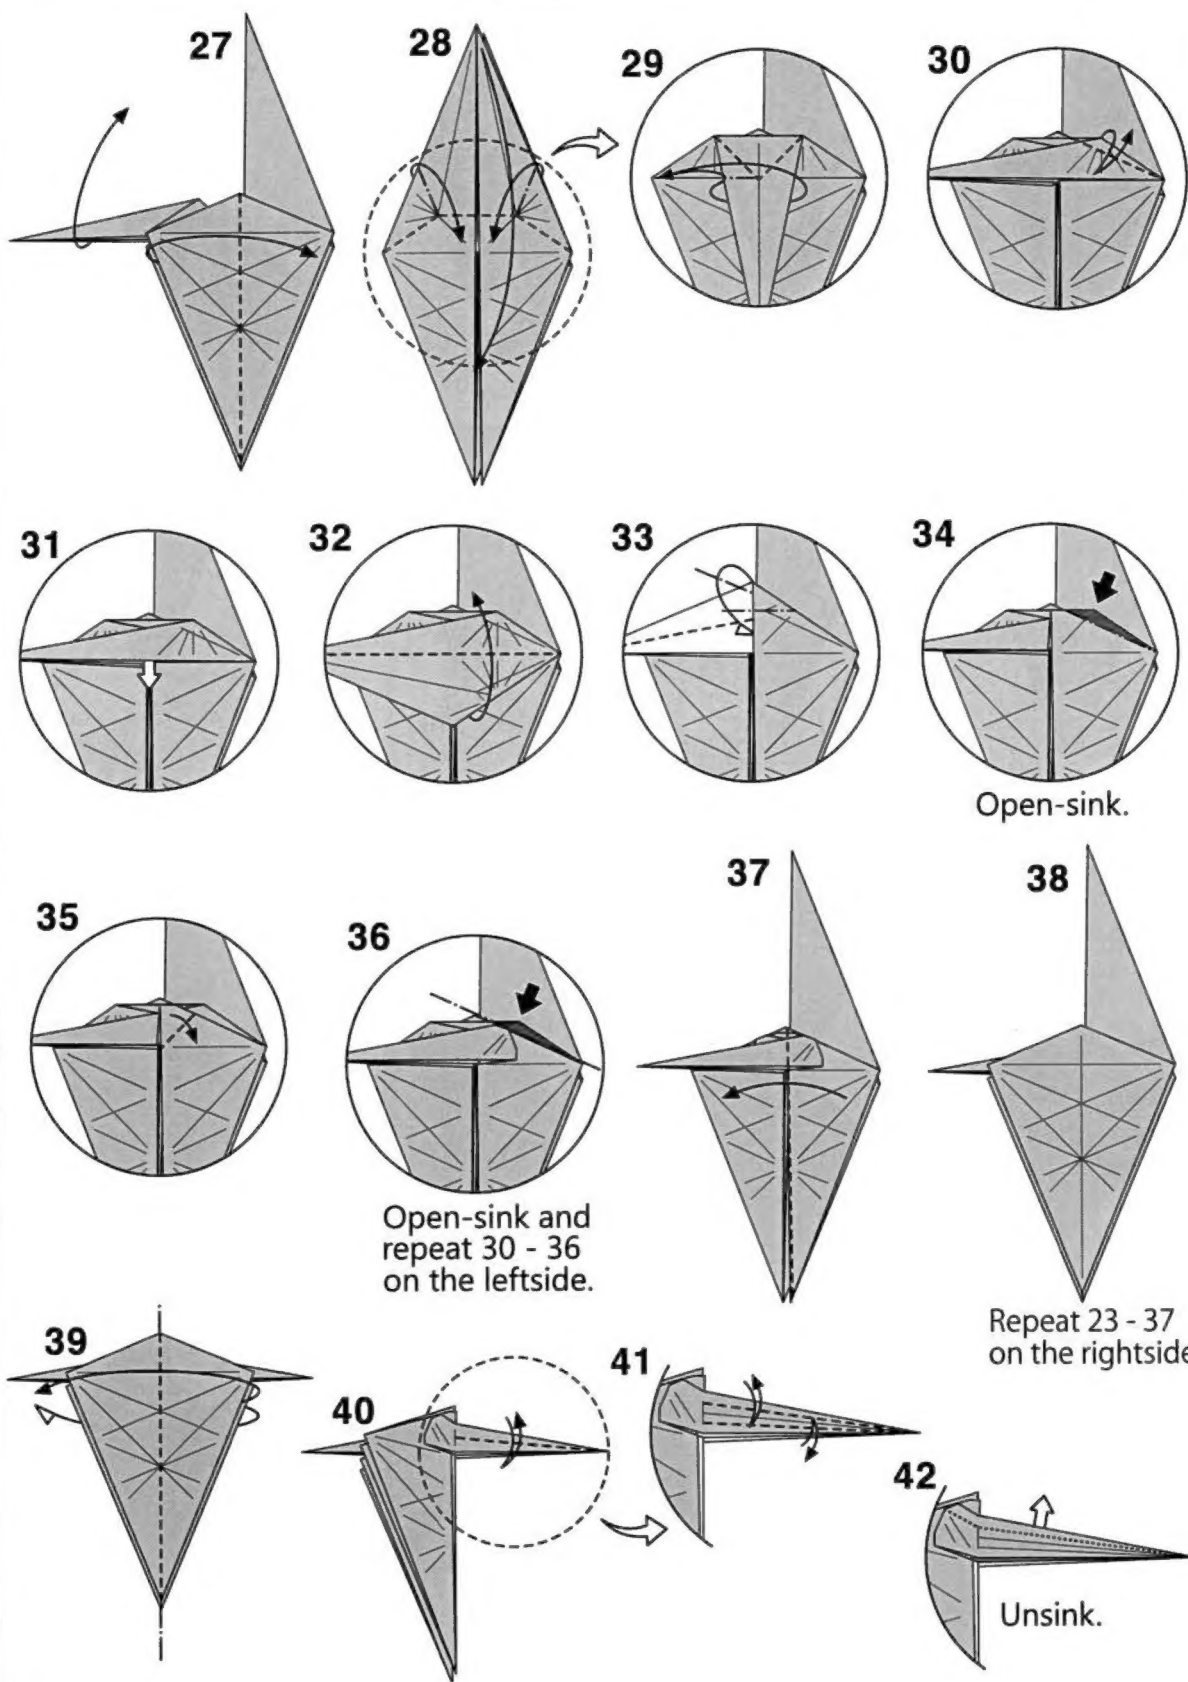 27
28
29
30
31
32
33
34
Open-sink.
35
36
Open-sink and
repeat 30 - 36
on the leftside.
37
38
Repeat 23 - 37
on the rightside
39
40
41
42
Unsink.